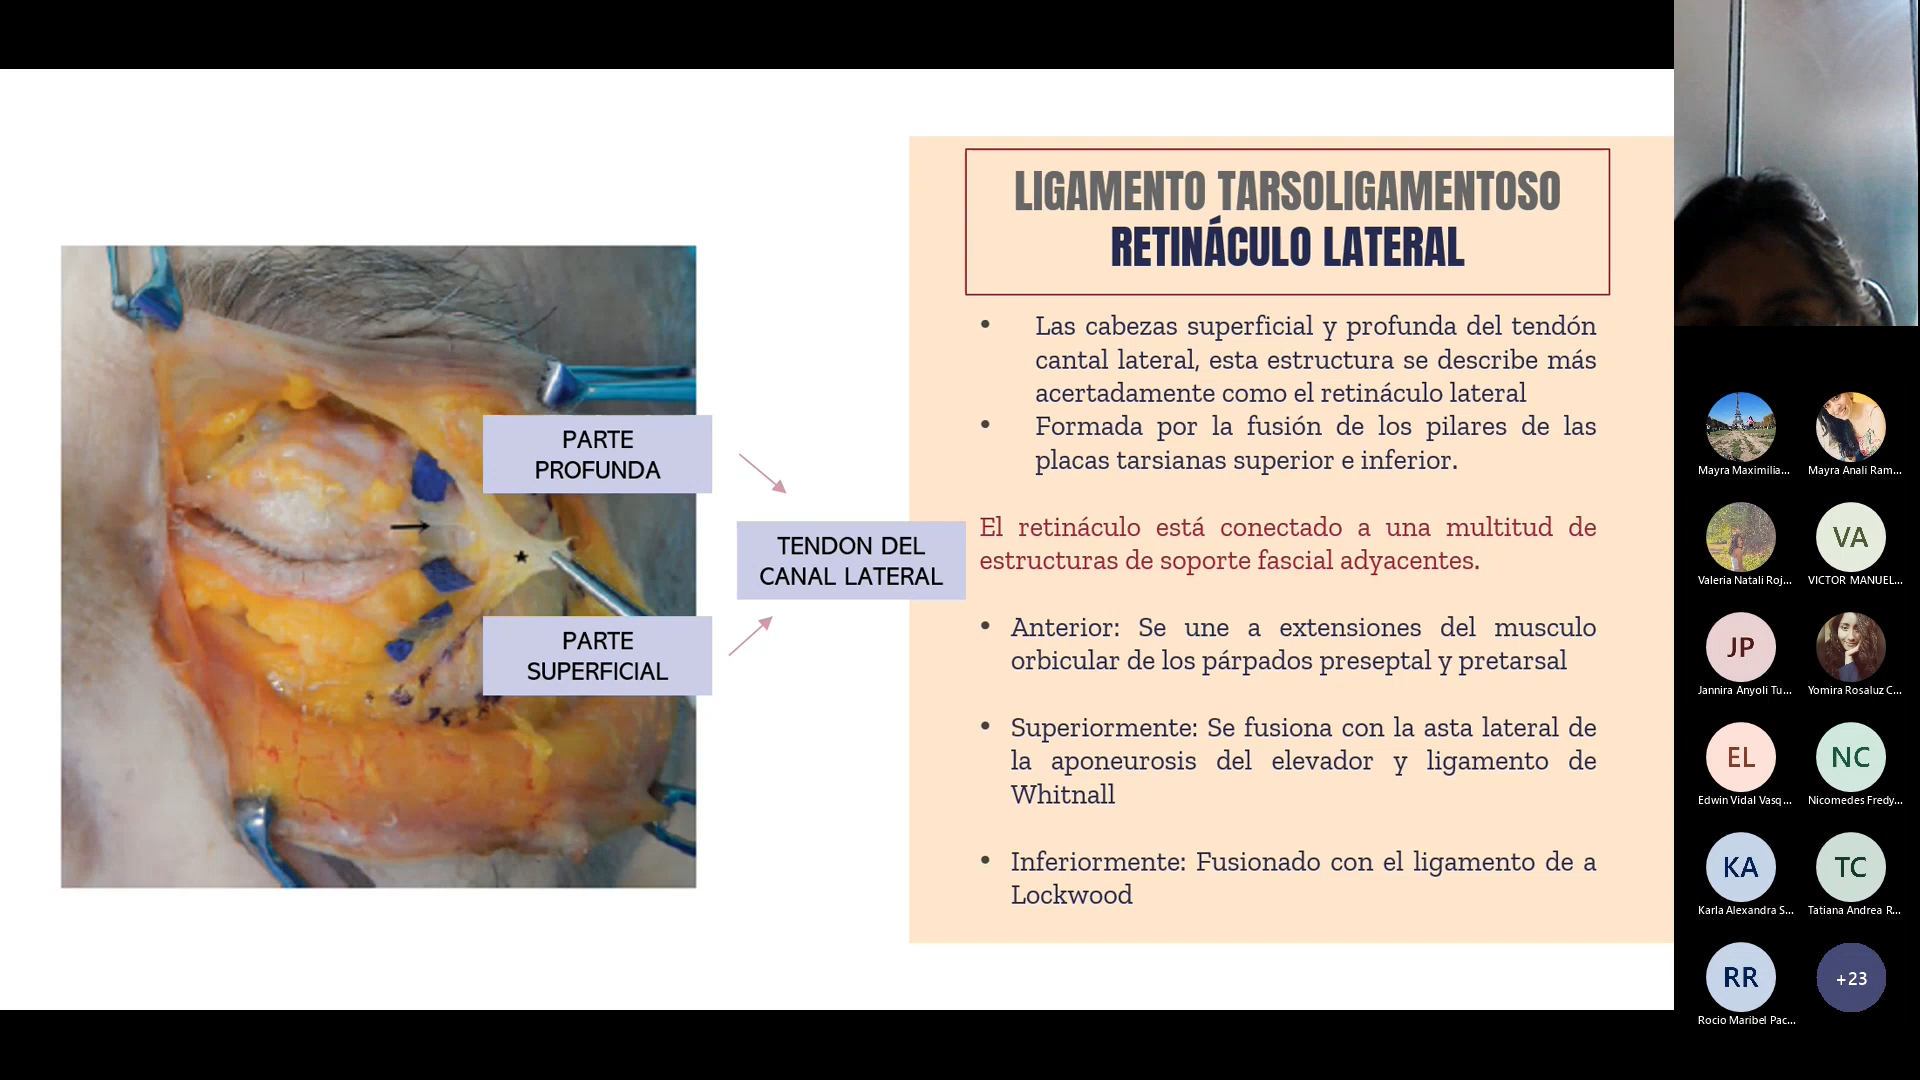 LIGAMENTO TARSOLIGAMENTOSO
RETINÁCULO LATERAL
• Las cabezas superficial y profunda del tendón
cantal lateral, esta estructura se describe más
acertadamente como el retináculo lateral
• Formada por la fusión de los pilares de las
placas tarsianas superior e inferior.
El retináculo está conectado a una multitud de
estructuras de soporte fascial adyacentes.
• Anterior: Se une a extensiones del musculo
orbicular de los párpados preseptal y pretarsal
• Superiormente: Se fusiona con la asta lateral de
la aponeurosis del elevador y ligamento de
Whitnall
• Inferiormente: Fusionado con el ligamento de a
Lockwood
PARTE
PROFUNDA
TENDON DEL
CANAL LATERAL
PARTE
SUPERFICIAL
Mayra Maximilia...
Mayra Anali Ram...
Valeria Natali Roj...
VA
VICTOR MANUEL...
JP
Jannira Anyoli Tu...
Yomira Rosaluz C...
EL
Edwin Vidal Vasq...
NC
Nicomedes Fredy...
KA
Karla Alexandra S...
TC
Tatiana Andrea R...
RR
Rocio Maribel Pac...
+23